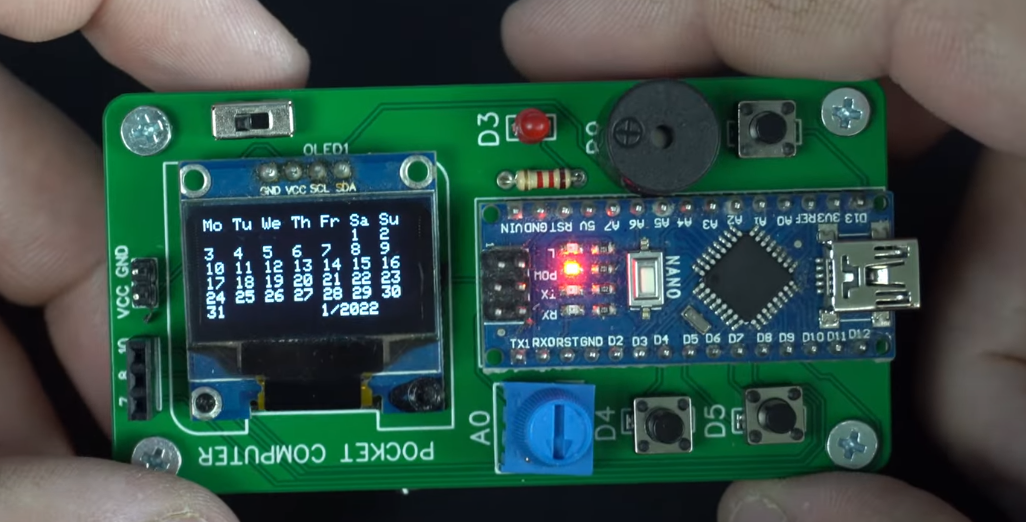 OLED1
GND VCC SCL SDA
Mo Tu We Th Fr Sa Su
1 2
3 4 5 6 7 8 9
10 11 12 13 14 15 16
17 18 19 20 21 22 23
24 25 26 27 28 29 30
31 1/2022
VCC GND
10
8
7
POCKET COMPUTER
D3
VIN GND RST 5V A7 A6 A5 A4 A3 A2 A1 A0 REF 3V3 D13
L
POW
TX
RX
NANO
TX1 RX0 RST GND D2 D3 D4 D5 D6 D7 D8 D9 D10 D11 D12
A0
D4
D5